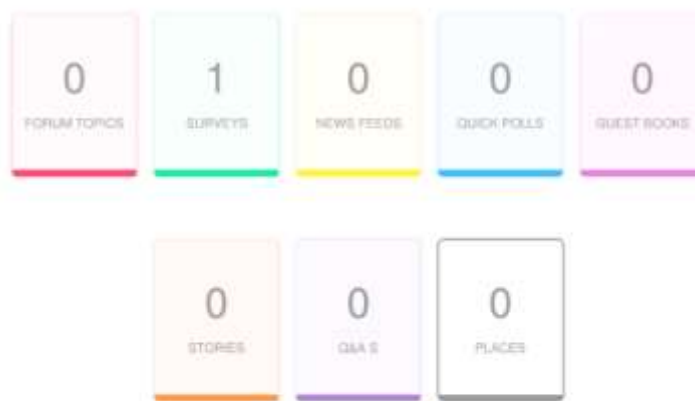 0 1 0 0 0
FORUM TOPICS SURVEYS NEWS FEEDS QUICK POLLS GUEST BOOKS
0 0 0
STORIES Q&A S PLACES